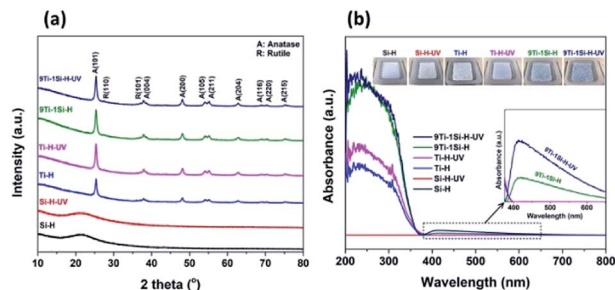 (a)
A: Anatase
R: Rutile
A(101)
R(110)
R(101)
A(004)
A(200)
A(105)
A(211)
A(204)
A(116)
A(220)
A(215)
9Ti-1Si-H-UV
9Ti-1Si-H
Ti-H-UV
Ti-H
Si-H-UV
Si-H
Intensity (a.u.)
10 20 30 40 50 60 70 80
2 theta (°)
(b)
Si-H Si-H-UV Ti-H Ti-H-UV 9Ti-1Si-H 9Ti-1Si-H-UV
9Ti-1Si-H-UV
9Ti-1Si-H
Ti-H-UV
Ti-H
Si-H-UV
Si-H
Absorbance (a.u.)
9Ti-1Si-H-UV
9Ti-1Si-H
400 500 600
Wavelength (nm)
Absorbance (a.u.)
200 300 400 500 600 700 800
Wavelength (nm)